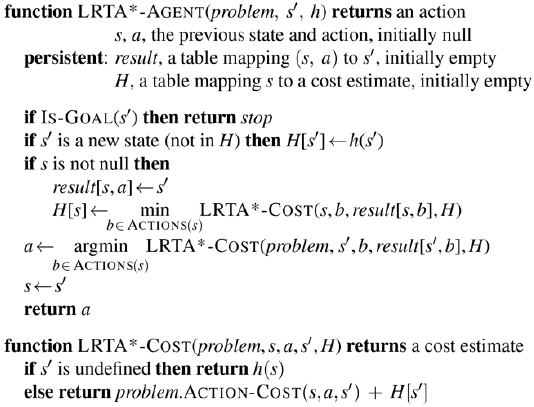 function LRTA*-AGENT(problem, s′, h) returns an action
s, a, the previous state and action, initially null
persistent: result, a table mapping (s, a) to s′, initially empty
H, a table mapping s to a cost estimate, initially empty
if IS-GOAL(s′) then return stop
if s′ is a new state (not in H) then H[s′] ← h(s′)
if s is not null then
result[s, a] ← s′
H[s] ← min LRTA*-COST(s, b, result[s, b], H)
b ∈ ACTIONS(s)
a ← argmin LRTA*-COST(problem, s′, b, result[s′, b], H)
b ∈ ACTIONS(s)
s ← s′
return a
function LRTA*-COST(problem, s, a, s′, H) returns a cost estimate
if s′ is undefined then return h(s)
else return problem.ACTION-COST(s, a, s′) + H[s′]